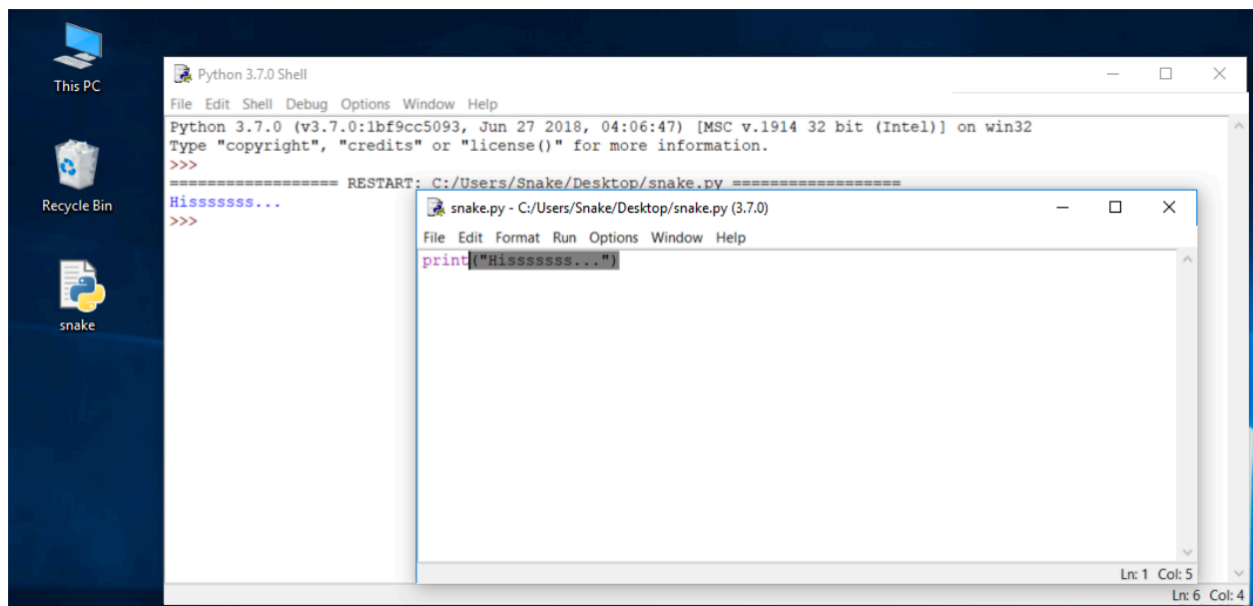 This PC
Recycle Bin
snake
Python 3.7.0 Shell
File Edit Shell Debug Options Window Help
Python 3.7.0 (v3.7.0:1bf9cc5093, Jun 27 2018, 04:06:47) [MSC v.1914 32 bit (Intel)] on win32
Type "copyright", "credits" or "license()" for more information.
>>>
================== RESTART: C:/Users/Snake/Desktop/snake.py ==================
Hisssssss...
>>>
snake.py - C:/Users/Snake/Desktop/snake.py (3.7.0)
File Edit Format Run Options Window Help
print("Hisssssss...")
Ln: 1 Col: 5
Ln: 6 Col: 4